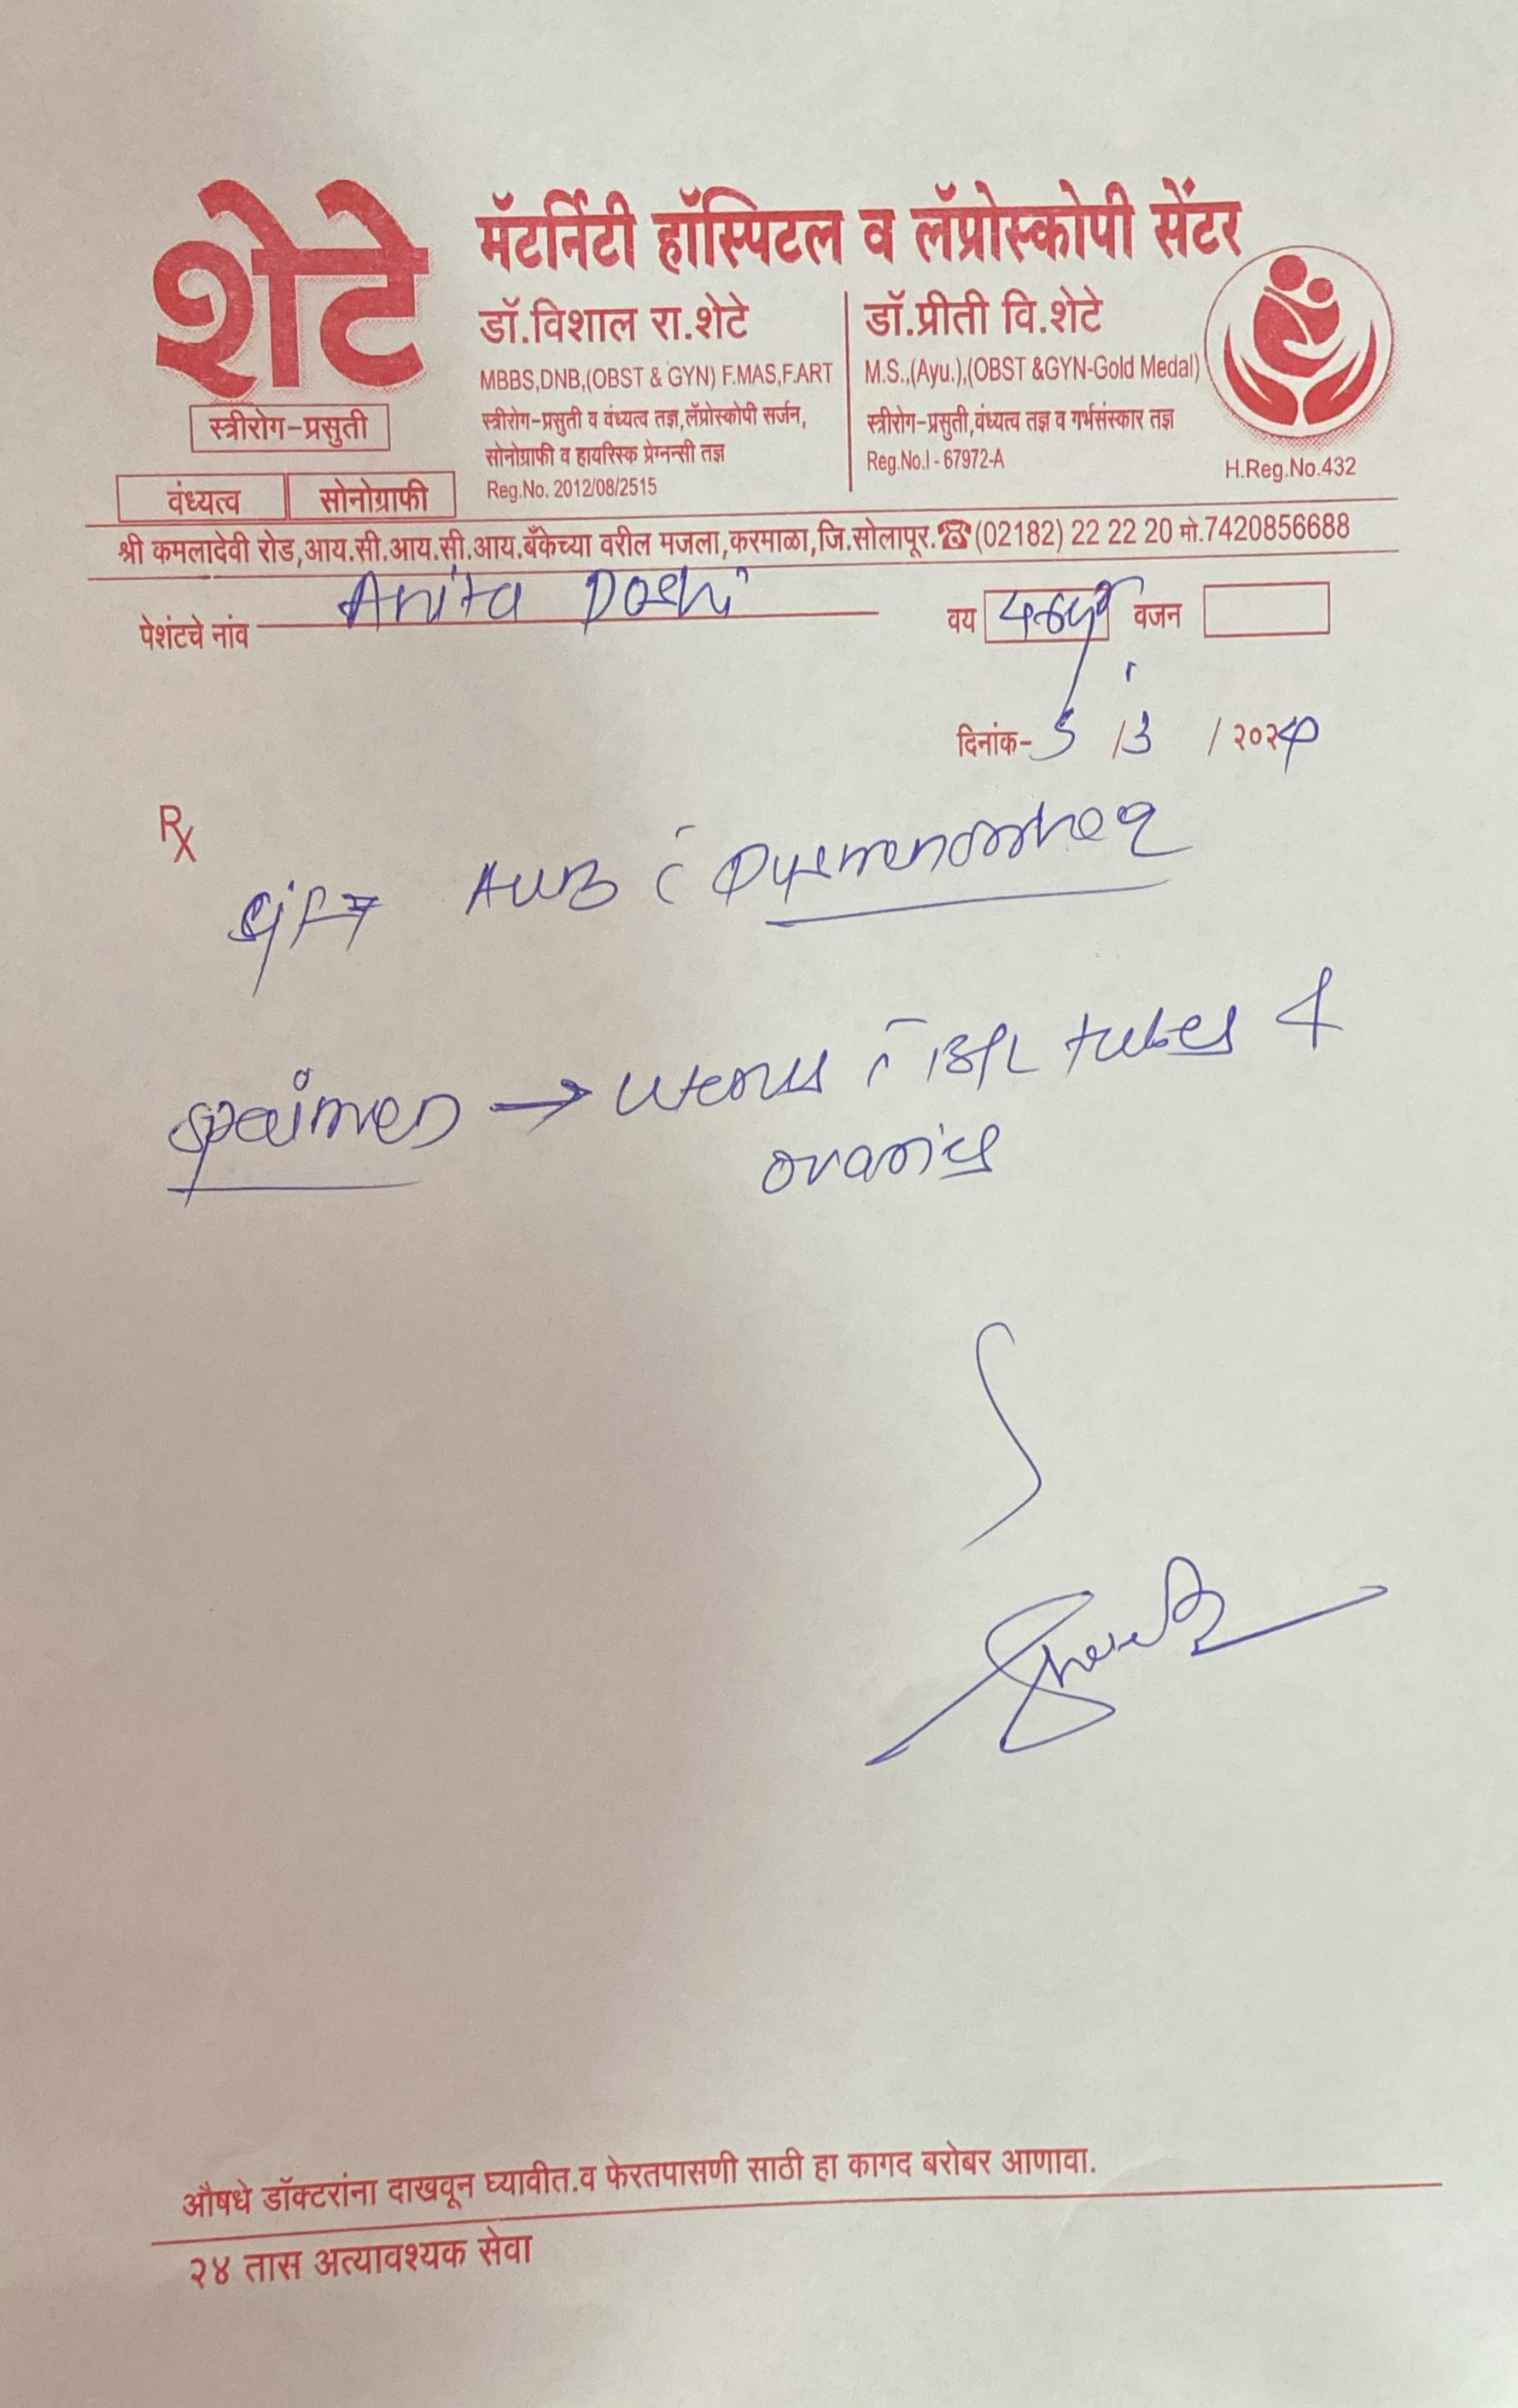 शेटे
मॅटर्निटी हॉस्पिटल व लॅप्रोस्कोपी सेंटर
स्त्रीरोग-प्रसुती
वंध्यत्व सोनोग्राफी
डॉ.विशाल रा.शेटे
MBBS,DNB,(OBST & GYN) F.MAS,F.ART
स्त्रीरोग-प्रसुती व वंध्यत्व तज्ञ,लॅप्रोस्कोपी सर्जन,
सोनोग्राफी व हायरिस्क प्रेग्नन्सी तज्ञ
Reg.No. 2012/08/2515
डॉ.प्रीती वि.शेटे
M.S.,(Ayu.),(OBST &GYN-Gold Medal)
स्त्रीरोग-प्रसुती,वंध्यत्व तज्ञ व गर्भसंस्कार तज्ञ
Reg.No.I - 67972-A
H.Reg.No.432
श्री कमलादेवी रोड,आय.सी.आय.सी.आय.बँकेच्या वरील मजला,करमाळा,जि.सोलापूर.☎(02182) 22 22 20 मो.7420856688
पेशंटचे नांव Anita Doshi वय वजन
दिनांक- 5 /3 / २०२4
Rx
AUB c̄ Dysmenorrhea
specimen → uterus c̄ B/L tubes &
ovaries
औषधे डॉक्टरांना दाखवून घ्यावीत.व फेरतपासणी साठी हा कागद बरोबर आणावा.
२४ तास अत्यावश्यक सेवा